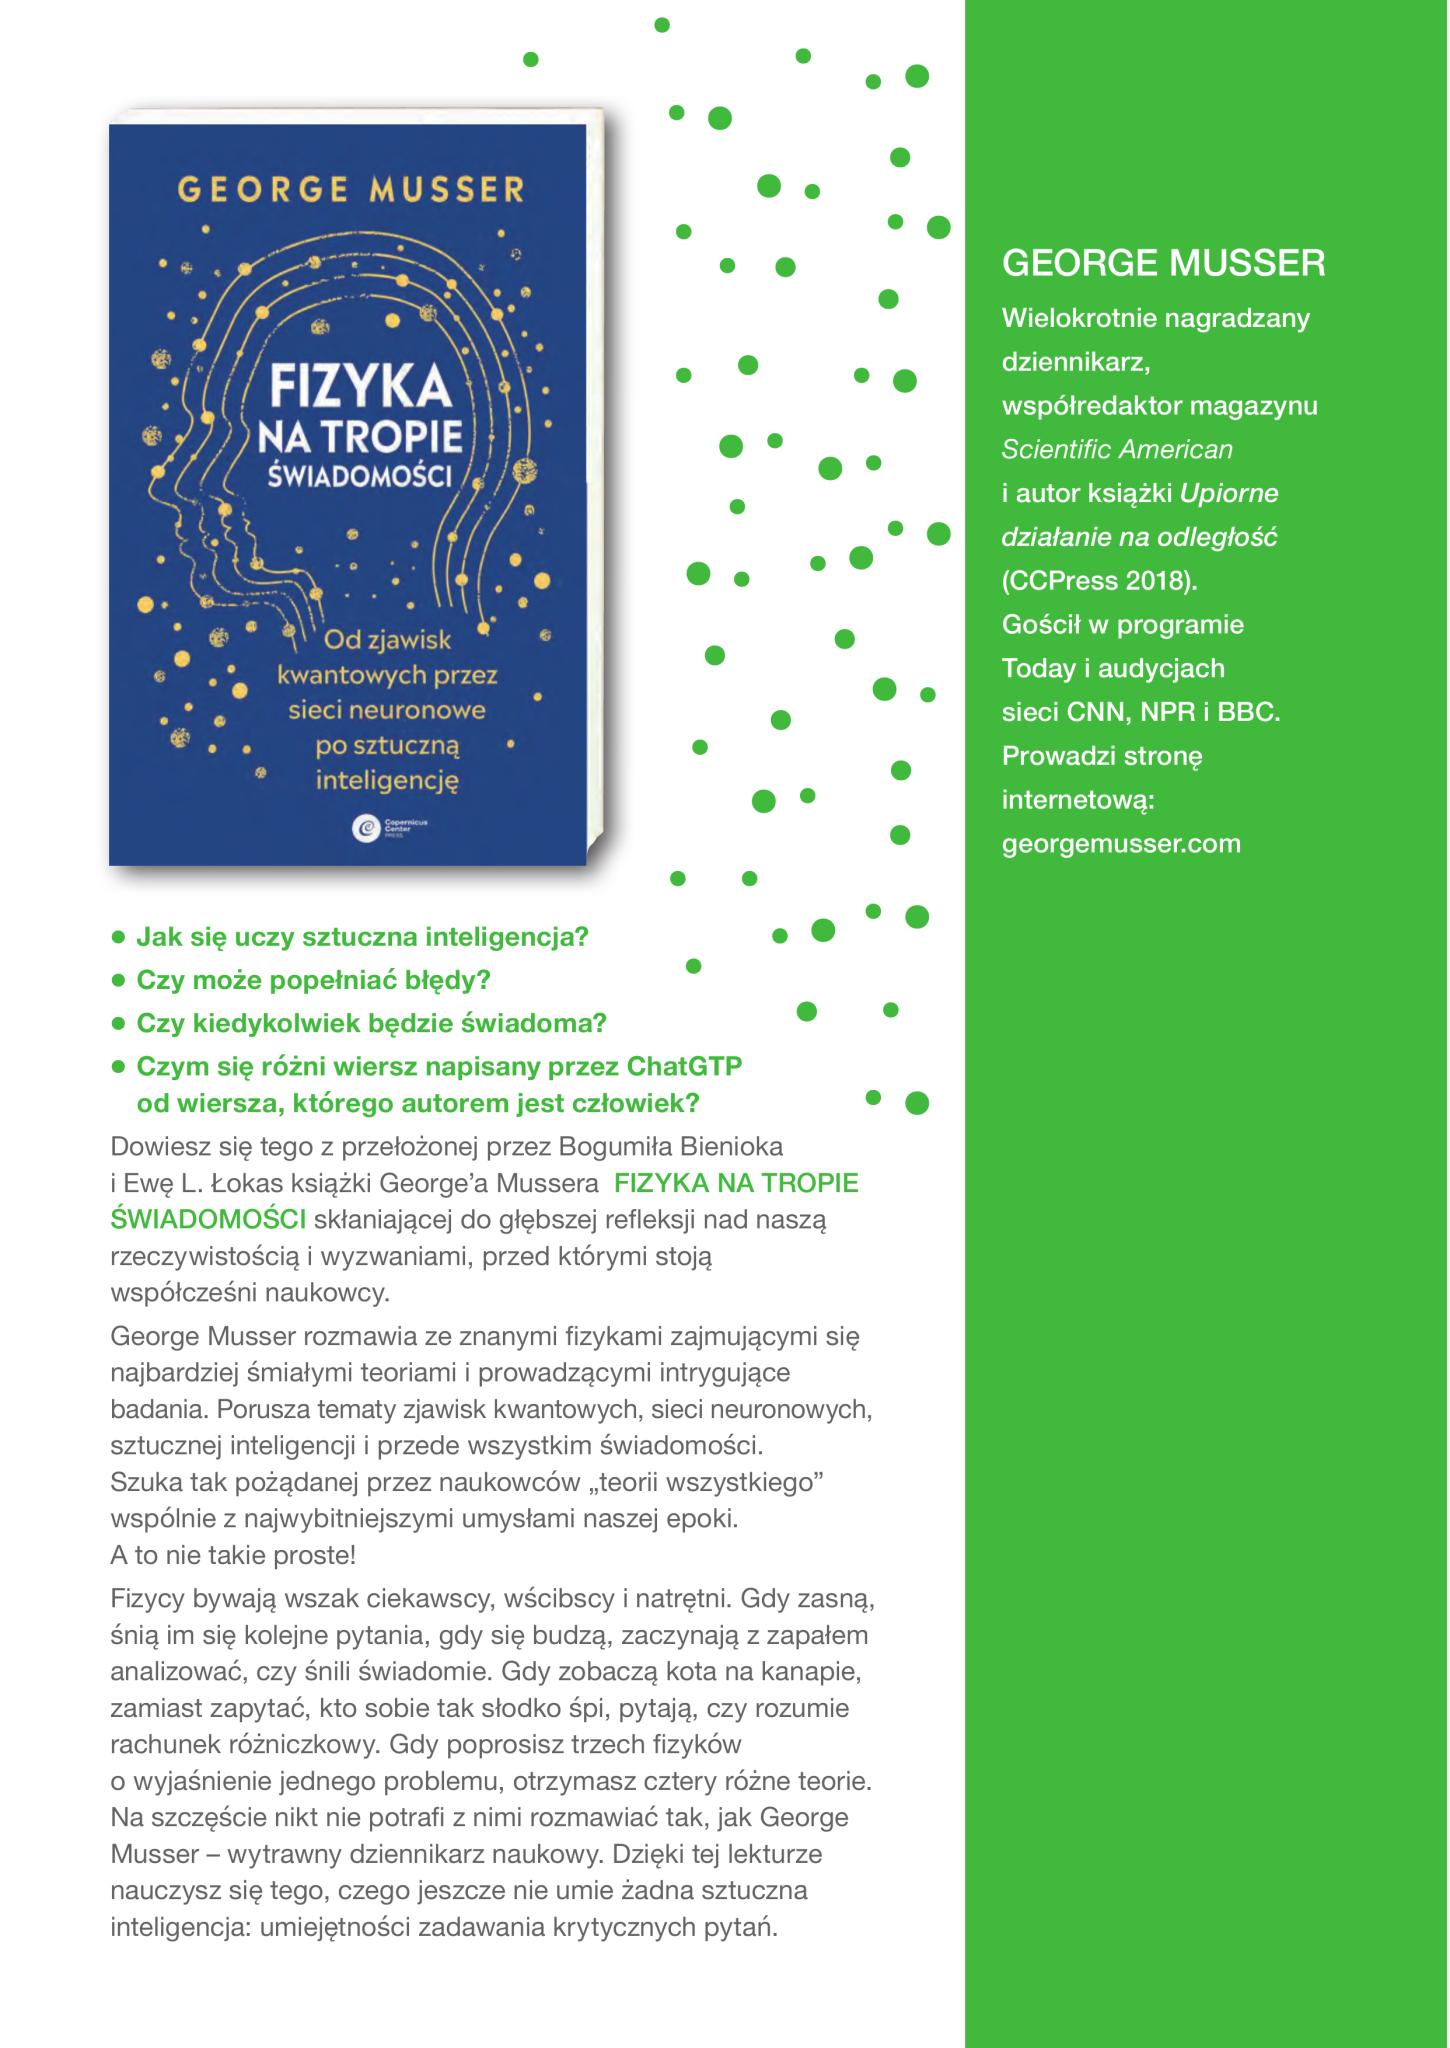 GEORGE MUSSER
FIZYKA
NA TROPIE
ŚWIADOMOŚCI
Od zjawisk
kwantowych przez
sieci neuronowe
po sztuczną
inteligencję
Copernicus
Center
PRESS
• Jak się uczy sztuczna inteligencja?
• Czy może popełniać błędy?
• Czy kiedykolwiek będzie świadoma?
• Czym się różni wiersz napisany przez ChatGTP
od wiersza, którego autorem jest człowiek?
Dowiesz się tego z przełożonej przez Bogumiła Bienioka
i Ewę L. Łokas książki George’a Mussera FIZYKA NA TROPIE
ŚWIADOMOŚCI skłaniającej do głębszej refleksji nad naszą
rzeczywistością i wyzwaniami, przed którymi stoją
współcześni naukowcy.
George Musser rozmawia ze znanymi fizykami zajmującymi się
najbardziej śmiałymi teoriami i prowadzącymi intrygujące
badania. Porusza tematy zjawisk kwantowych, sieci neuronowych,
sztucznej inteligencji i przede wszystkim świadomości.
Szuka tak pożądanej przez naukowców „teorii wszystkiego”
wspólnie z najwybitniejszymi umysłami naszej epoki.
A to nie takie proste!
Fizycy bywają wszak ciekawscy, wścibscy i natrętni. Gdy zasną,
śnią im się kolejne pytania, gdy się budzą, zaczynają z zapałem
analizować, czy śnili świadomie. Gdy zobaczą kota na kanapie,
zamiast zapytać, kto sobie tak słodko śpi, pytają, czy rozumie
rachunek różniczkowy. Gdy poprosisz trzech fizyków
o wyjaśnienie jednego problemu, otrzymasz cztery różne teorie.
Na szczęście nikt nie potrafi z nimi rozmawiać tak, jak George
Musser – wytrawny dziennikarz naukowy. Dzięki tej lekturze
nauczysz się tego, czego jeszcze nie umie żadna sztuczna
inteligencja: umiejętności zadawania krytycznych pytań.
GEORGE MUSSER
Wielokrotnie nagradzany
dziennikarz,
współredaktor magazynu
Scientific American
i autor książki Upiorne
działanie na odległość
(CCPress 2018).
Gościł w programie
Today i audycjach
sieci CNN, NPR i BBC.
Prowadzi stronę
internetową:
georgemusser.com